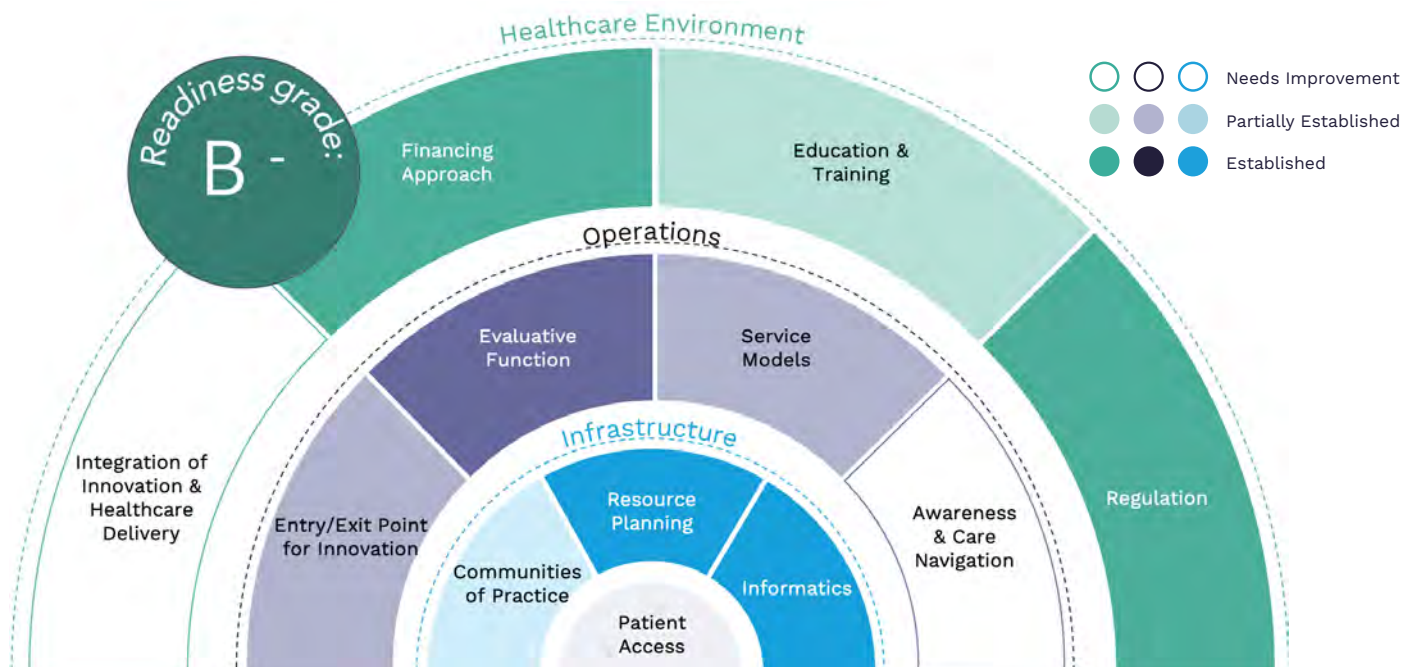 Healthcare Environment
Readiness grade:
B -
Financing
Approach
Education &
Training
Needs Improvement
Partially Established
Established
Operations
Evaluative
Function
Service
Models
Infrastructure
Integration of
Innovation &
Healthcare
Delivery
Entry/Exit Point
for Innovation
Resource
Planning
Regulation
Awareness
& Care
Navigation
Communities
of Practice
Informatics
Patient
Access